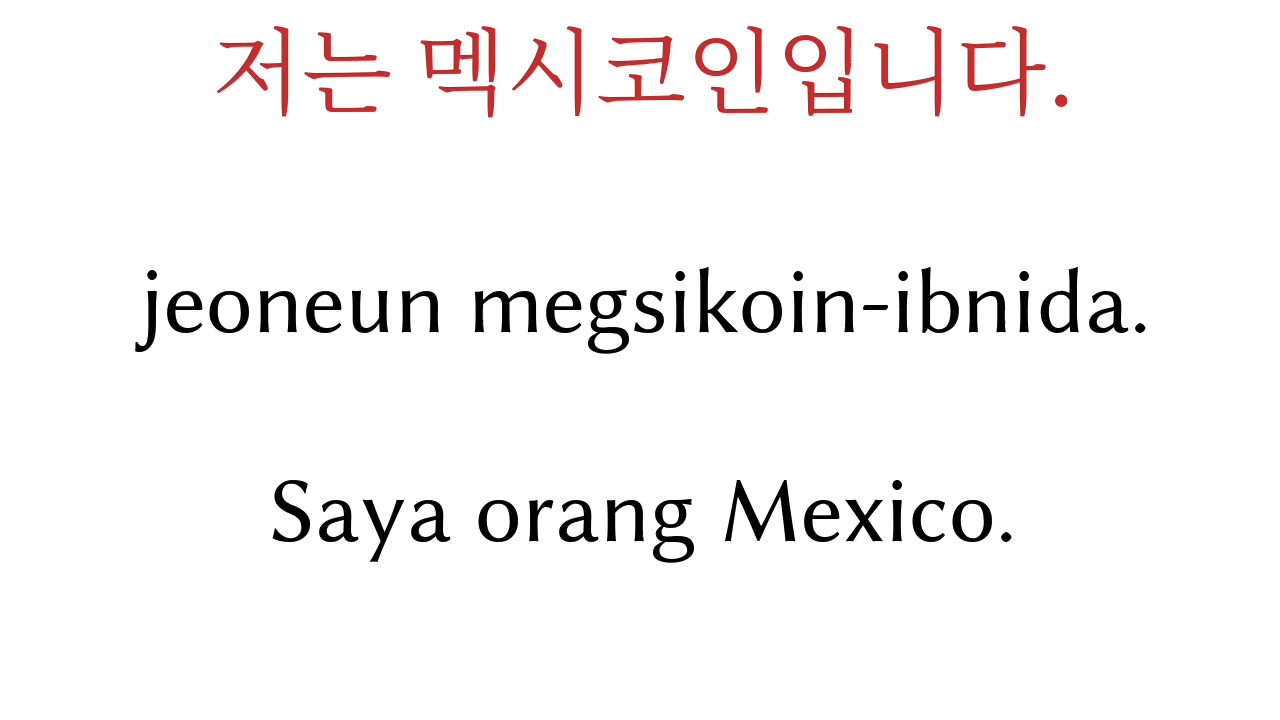 저는 멕시코인입니다.
jeoneun megsikoin-ibnida.
Saya orang Mexico.